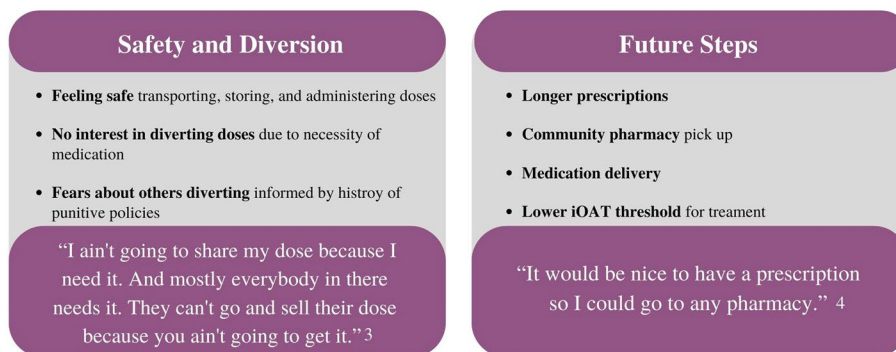 Safety and Diversion
• Feeling safe transporting, storing, and administering doses
• No interest in diverting doses due to necessity of
medication
• Fears about others diverting informed by histroy of
punitive policies
“I ain't going to share my dose because I
need it. And mostly everybody in there
needs it. They can't go and sell their dose
because you ain't going to get it.” 3
Future Steps
• Longer prescriptions
• Community pharmacy pick up
• Medication delivery
• Lower iOAT threshold for treament
“It would be nice to have a prescription
so I could go to any pharmacy.” 4